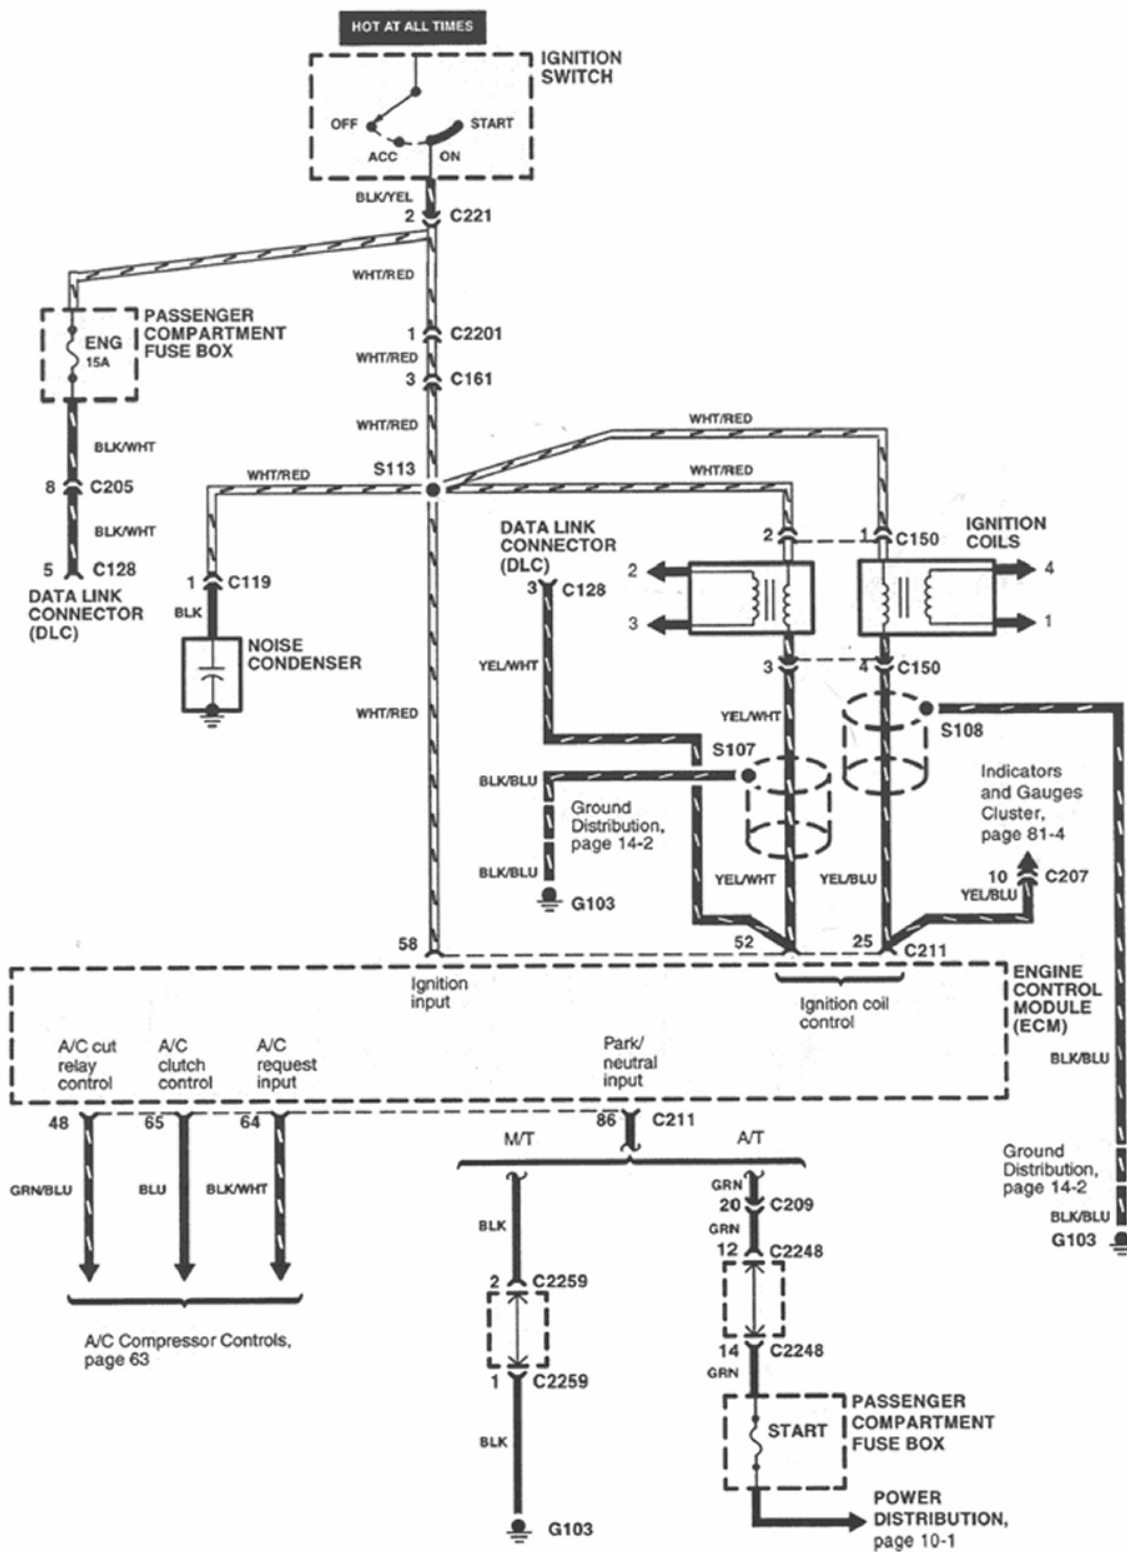 HOT AT ALL TIMES
IGNITION
SWITCH
OFF
START
ACC
ON
BLK/YEL
2
C221
WHT/RED
PASSENGER
COMPARTMENT
FUSE BOX
ENG
15A
1
C2201
WHT/RED
3
C161
WHT/RED
WHT/RED
BLK/WHT
S113
WHT/RED
WHT/RED
8
C205
BLK/WHT
DATA LINK
CONNECTOR
(DLC)
2
1
C150
IGNITION
COILS
5
C128
DATA LINK
CONNECTOR
(DLC)
1
C119
BLK
3
C128
2
3
4
1
NOISE
CONDENSER
YEL/WHT
3
4
C150
WHT/RED
YEL/WHT
S107
S108
BLK/BLU
Ground
Distribution,
page 14-2
Indicators
and Gauges
Cluster,
page 81-4
BLK/BLU
YEL/WHT
YEL/BLU
10
C207
YEL/BLU
G103
58
52
25
C211
Ignition
input
Ignition coil
control
ENGINE
CONTROL
MODULE
(ECM)
A/C cut
relay
control
A/C
clutch
control
A/C
request
input
Park/
neutral
input
BLK/BLU
48
65
64
86
C211
M/T
A/T
GRN/BLU
BLU
BLK/WHT
GRN
20
C209
Ground
Distribution,
page 14-2
BLK
GRN
BLK/BLU
12
C2248
G103
2
C2259
A/C Compressor Controls,
page 63
14
C2248
1
C2259
GRN
BLK
START
PASSENGER
COMPARTMENT
FUSE BOX
G103
POWER
DISTRIBUTION,
page 10-1